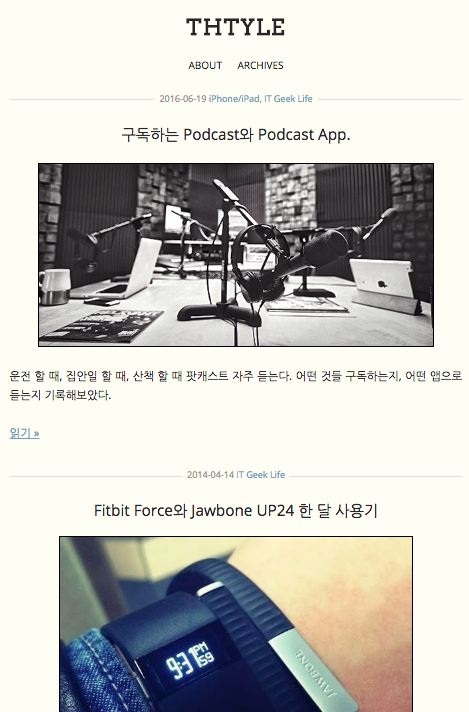 THTYLE
ABOUT ARCHIVES
2016-06-19 iPhone/iPad, IT Geek Life
구독하는 Podcast와 Podcast App.
운전 할 때, 집안일 할 때, 산책 할 때 팟캐스트 자주 듣는다. 어떤 것들 구독하는지, 어떤 앱으로
듣는지 기록해보았다.
읽기 »
2014-04-14 IT Geek Life
Fitbit Force와 Jawbone UP24 한 달 사용기
9:31PM
59
JAWBONE